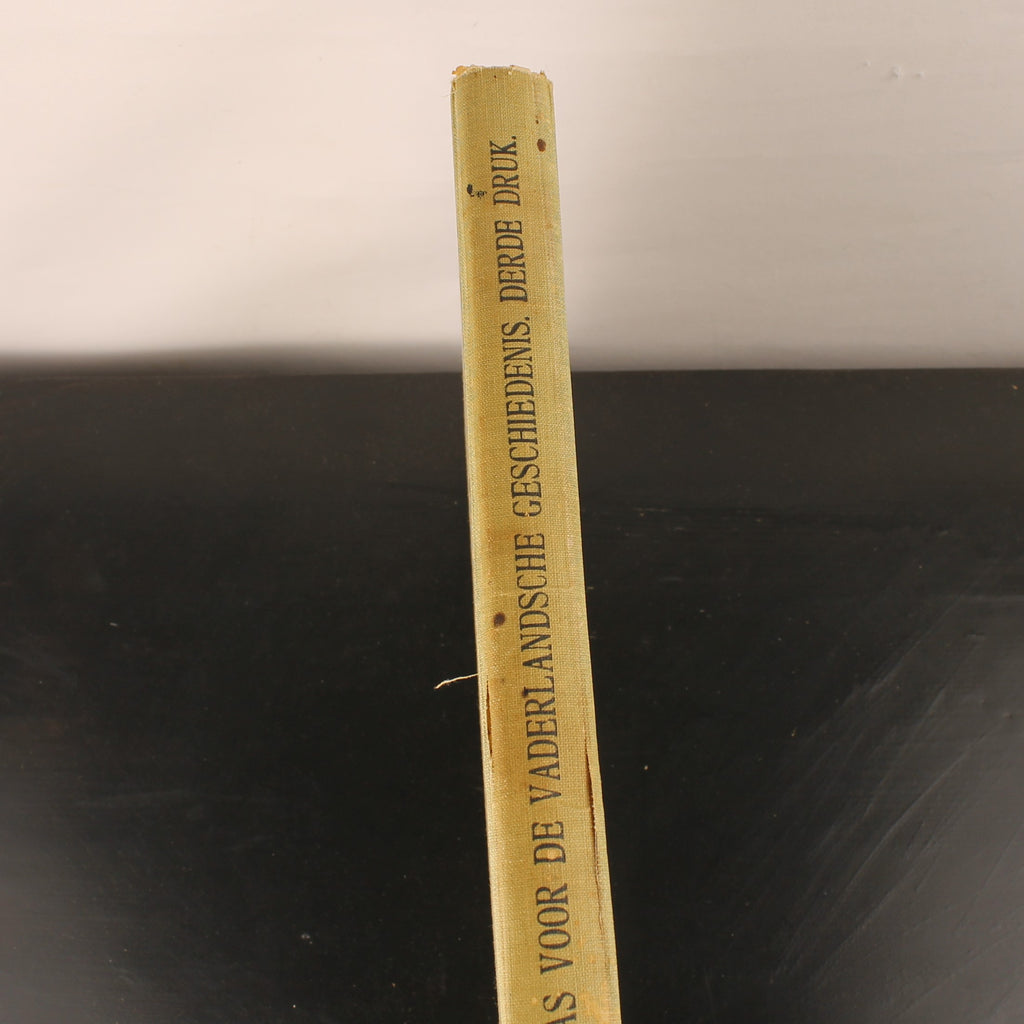 AS VOOR DE VADERLANDSCHE GESCHIEDENIS. DERDE DRUK.